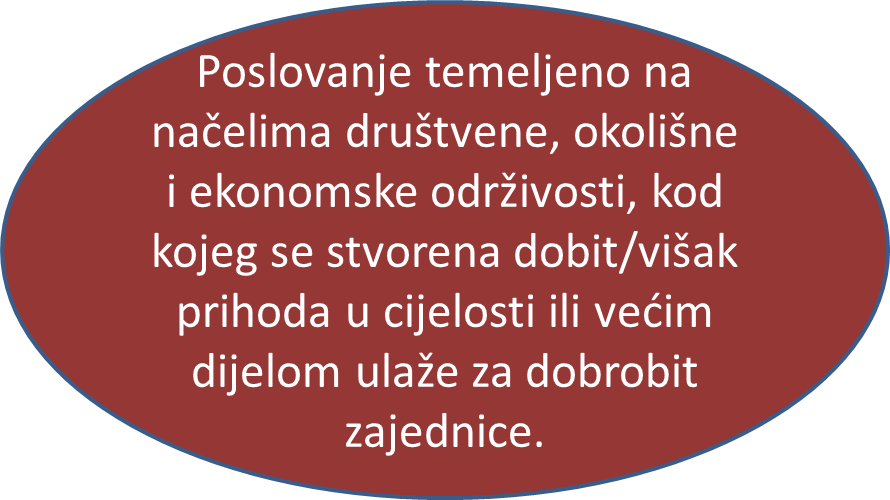 Poslovanje temeljeno na
načelima društvene, okolišne
i ekonomske održivosti, kod
kojeg se stvorena dobit/višak
prihoda u cijelosti ili većim
dijelom ulaže za dobrobit
zajednice.